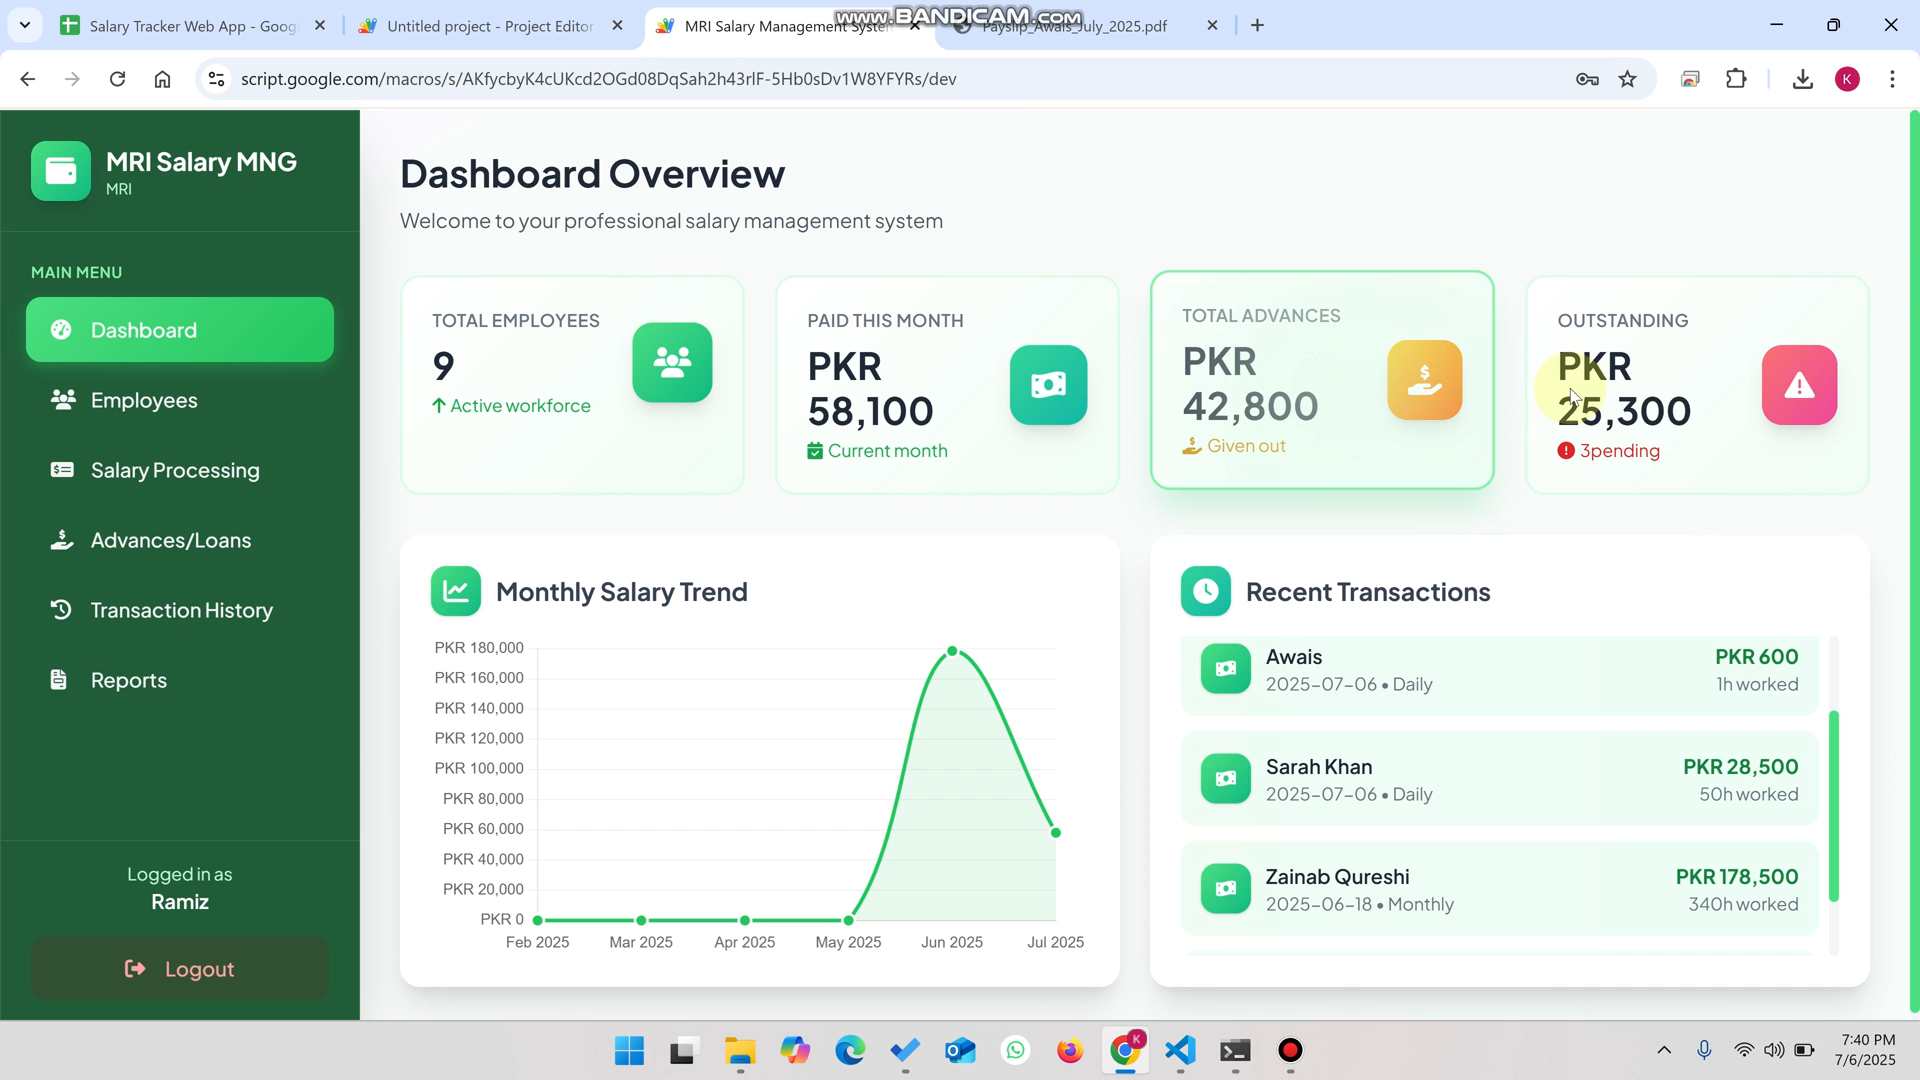 Salary Tracker Web App - Goog
Untitled project - Project Editor
MRI Salary Management System
Payslip_Awais_July_2025.pdf
www.BANDICAM.com
script.google.com/macros/s/AKfycbyK4cUKcd2OGd08DqSah2h43rlF-5Hb0sDv1W8YFYRs/dev
K
MRI Salary MNG
MRI
MAIN MENU
Dashboard
Employees
Salary Processing
Advances/Loans
Transaction History
Reports
Logged in as
Ramiz
Logout
Dashboard Overview
Welcome to your professional salary management system
TOTAL EMPLOYEES
9
Active workforce
PAID THIS MONTH
PKR
58,100
Current month
TOTAL ADVANCES
PKR
42,800
Given out
OUTSTANDING
PKR
25,300
3pending
Monthly Salary Trend
PKR 180,000
PKR 160,000
PKR 140,000
PKR 120,000
PKR 100,000
PKR 80,000
PKR 60,000
PKR 40,000
PKR 20,000
PKR 0
Feb 2025 Mar 2025 Apr 2025 May 2025 Jun 2025 Jul 2025
Recent Transactions
Awais PKR 600
2025-07-06 • Daily 1h worked
Sarah Khan PKR 28,500
2025-07-06 • Daily 50h worked
Zainab Qureshi PKR 178,500
2025-06-18 • Monthly 340h worked
K
7:40 PM
7/6/2025